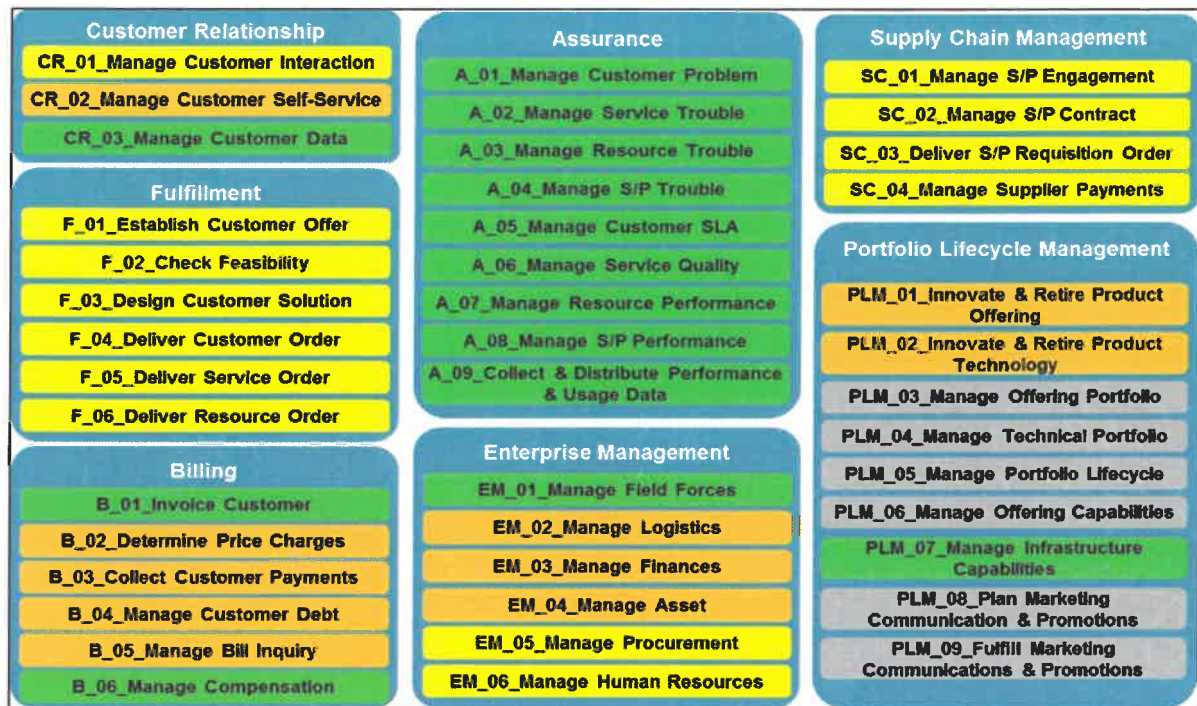 Customer Relationship
CR_01_Manage Customer Interaction
CR_02_Manage Customer Self-Service
CR_03_Manage Customer Data
Fulfillment
F_01_Establish Customer Offer
F_02_Check Feasibility
F_03_Design Customer Solution
F_04_Deliver Customer Order
F_05_Deliver Service Order
F_06_Deliver Resource Order
Billing
B_01_Invoice Customer
B_02_Determine Price Charges
B_03_Collect Customer Payments
B_04_Manage Customer Debt
B_05_Manage Bill Inquiry
B_06_Manage Compensation
Assurance
A_01_Manage Customer Problem
A_02_Manage Service Trouble
A_03_Manage Resource Trouble
A_04_Manage S/P Trouble
A_05_Manage Customer SLA
A_06_Manage Service Quality
A_07_Manage Resource Performance
A_08_Manage S/P Performance
A_09_Collect & Distribute Performance
& Usage Data
Enterprise Management
EM_01_Manage Field Forces
EM_02_Manage Logistics
EM_03_Manage Finances
EM_04_Manage Asset
EM_05_Manage Procurement
EM_06_Manage Human Resources
Supply Chain Management
SC_01_Manage S/P Engagement
SC_02_Manage S/P Contract
SC_03_Deliver S/P Requisition Order
SC_04_Manage Supplier Payments
Portfolio Lifecycle Management
PLM_01_Innovate & Retire Product
Offering
PLM_02_Innovate & Retire Product
Technology
PLM_03_Manage Offering Portfolio
PLM_04_Manage Technical Portfolio
PLM_05_Manage Portfolio Lifecycle
PLM_06_Manage Offering Capabilities
PLM_07_Manage Infrastructure
Capabilities
PLM_08_Plan Marketing
Communication & Promotions
PLM_09_Fulfill Marketing
Communications & Promotions